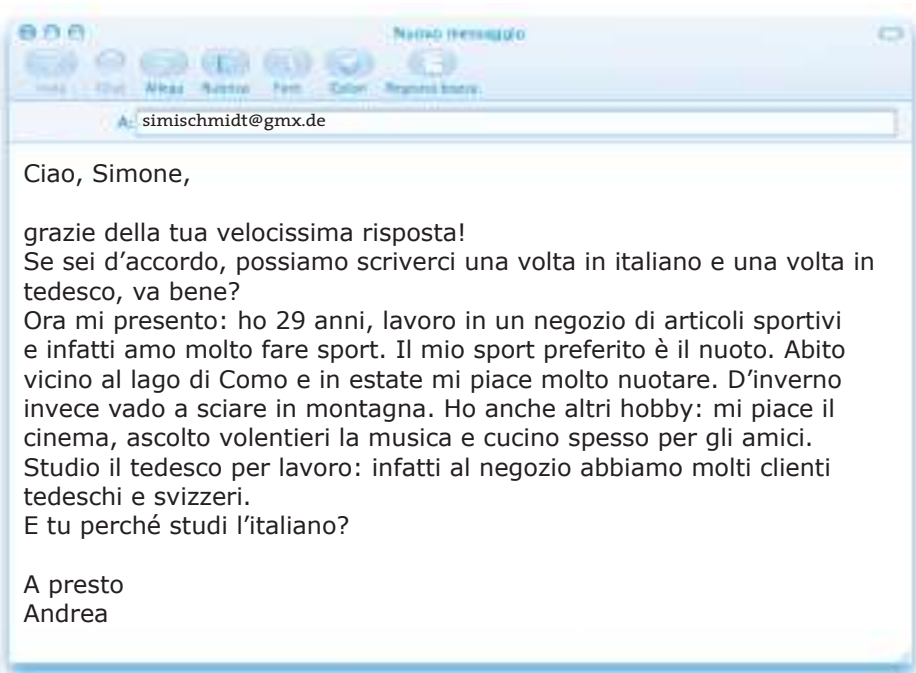 Nuovo messaggio
A: simischmidt@gmx.de
Ciao, Simone,
grazie della tua velocissima risposta!
Se sei d’accordo, possiamo scriverci una volta in italiano e una volta in
tedesco, va bene?
Ora mi presento: ho 29 anni, lavoro in un negozio di articoli sportivi
e infatti amo molto fare sport. Il mio sport preferito è il nuoto. Abito
vicino al lago di Como e in estate mi piace molto nuotare. D’inverno
invece vado a sciare in montagna. Ho anche altri hobby: mi piace il
cinema, ascolto volentieri la musica e cucino spesso per gli amici.
Studio il tedesco per lavoro: infatti al negozio abbiamo molti clienti
tedeschi e svizzeri.
E tu perché studi l’italiano?
A presto
Andrea